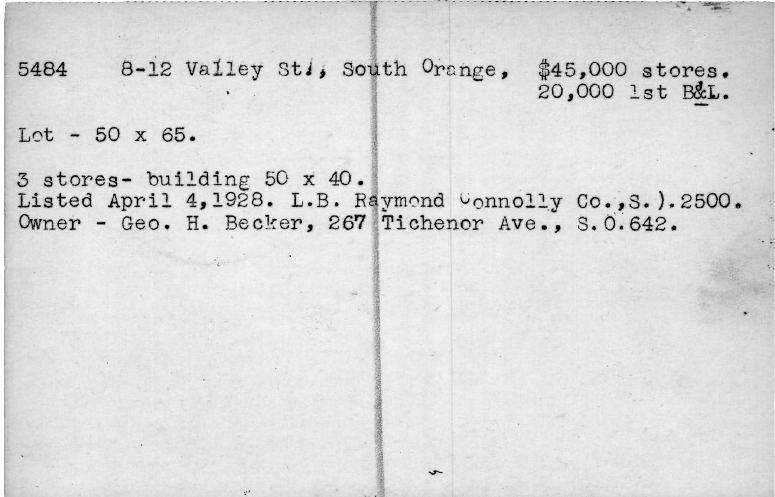 5484 8-12 Valley St., South Orange, $45,000 stores.
20,000 1st B&L.
Lot - 50 x 65.
3 stores- building 50 x 40.
Listed April 4,1928. L.B. Raymond Connolly Co.,S.).2500.
Owner - Geo. H. Becker, 267 Tichenor Ave., S.O.642.